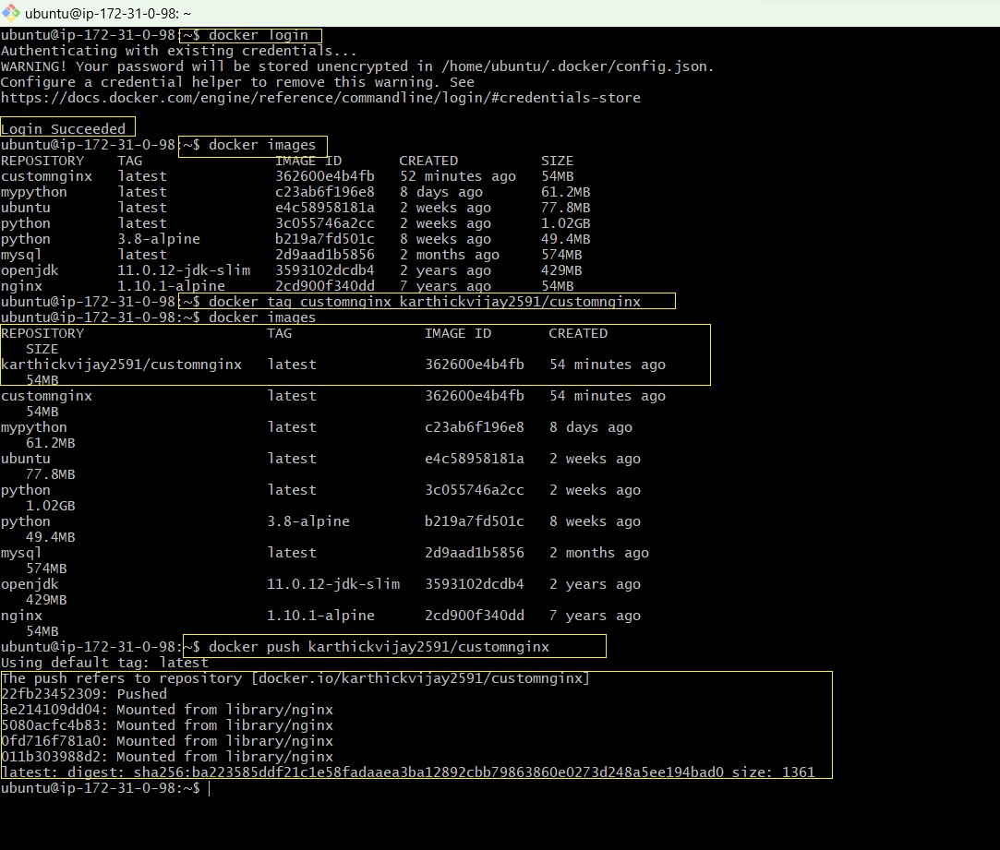 ubuntu@ip-172-31-0-98: ~
ubuntu@ip-172-31-0-98:~$ docker login
Authenticating with existing credentials...
WARNING! Your password will be stored unencrypted in /home/ubuntu/.docker/config.json.
Configure a credential helper to remove this warning. See
https://docs.docker.com/engine/reference/commandline/login/#credentials-store
Login Succeeded
ubuntu@ip-172-31-0-98:~$ docker images
REPOSITORY TAG IMAGE ID CREATED SIZE
customnginx latest 362600e4b4fb 52 minutes ago 54MB
mypython latest c23ab6f196e8 8 days ago 61.2MB
ubuntu latest e4c58958181a 2 weeks ago 77.8MB
python latest 3c055746a2cc 2 weeks ago 1.02GB
python 3.8-alpine b219a7fd501c 8 weeks ago 49.4MB
mysql latest 2d9aad1b5856 2 months ago 574MB
openjdk 11.0.12-jdk-slim 3593102dcdb4 2 years ago 429MB
nginx 1.10.1-alpine 2cd900f340dd 7 years ago 54MB
ubuntu@ip-172-31-0-98:~$ docker tag customnginx karthickvijay2591/customnginx
ubuntu@ip-172-31-0-98:~$ docker images
REPOSITORY TAG IMAGE ID CREATED
SIZE
karthickvijay2591/customnginx latest 362600e4b4fb 54 minutes ago
54MB
customnginx latest 362600e4b4fb 54 minutes ago
54MB
mypython latest c23ab6f196e8 8 days ago
61.2MB
ubuntu latest e4c58958181a 2 weeks ago
77.8MB
python latest 3c055746a2cc 2 weeks ago
1.02GB
python 3.8-alpine b219a7fd501c 8 weeks ago
49.4MB
mysql latest 2d9aad1b5856 2 months ago
574MB
openjdk 11.0.12-jdk-slim 3593102dcdb4 2 years ago
429MB
nginx 1.10.1-alpine 2cd900f340dd 7 years ago
54MB
ubuntu@ip-172-31-0-98:~$ docker push karthickvijay2591/customnginx
Using default tag: latest
The push refers to repository [docker.io/karthickvijay2591/customnginx]
22fb23452309: Pushed
3e214109dd04: Mounted from library/nginx
5080acfc4b83: Mounted from library/nginx
0fd716f781a0: Mounted from library/nginx
011b303988d2: Mounted from library/nginx
latest: digest: sha256:ba223585ddf21c1e58fadaaea3ba12892cbb79863860e0273d248a5ee194bad0 size: 1361
ubuntu@ip-172-31-0-98:~$